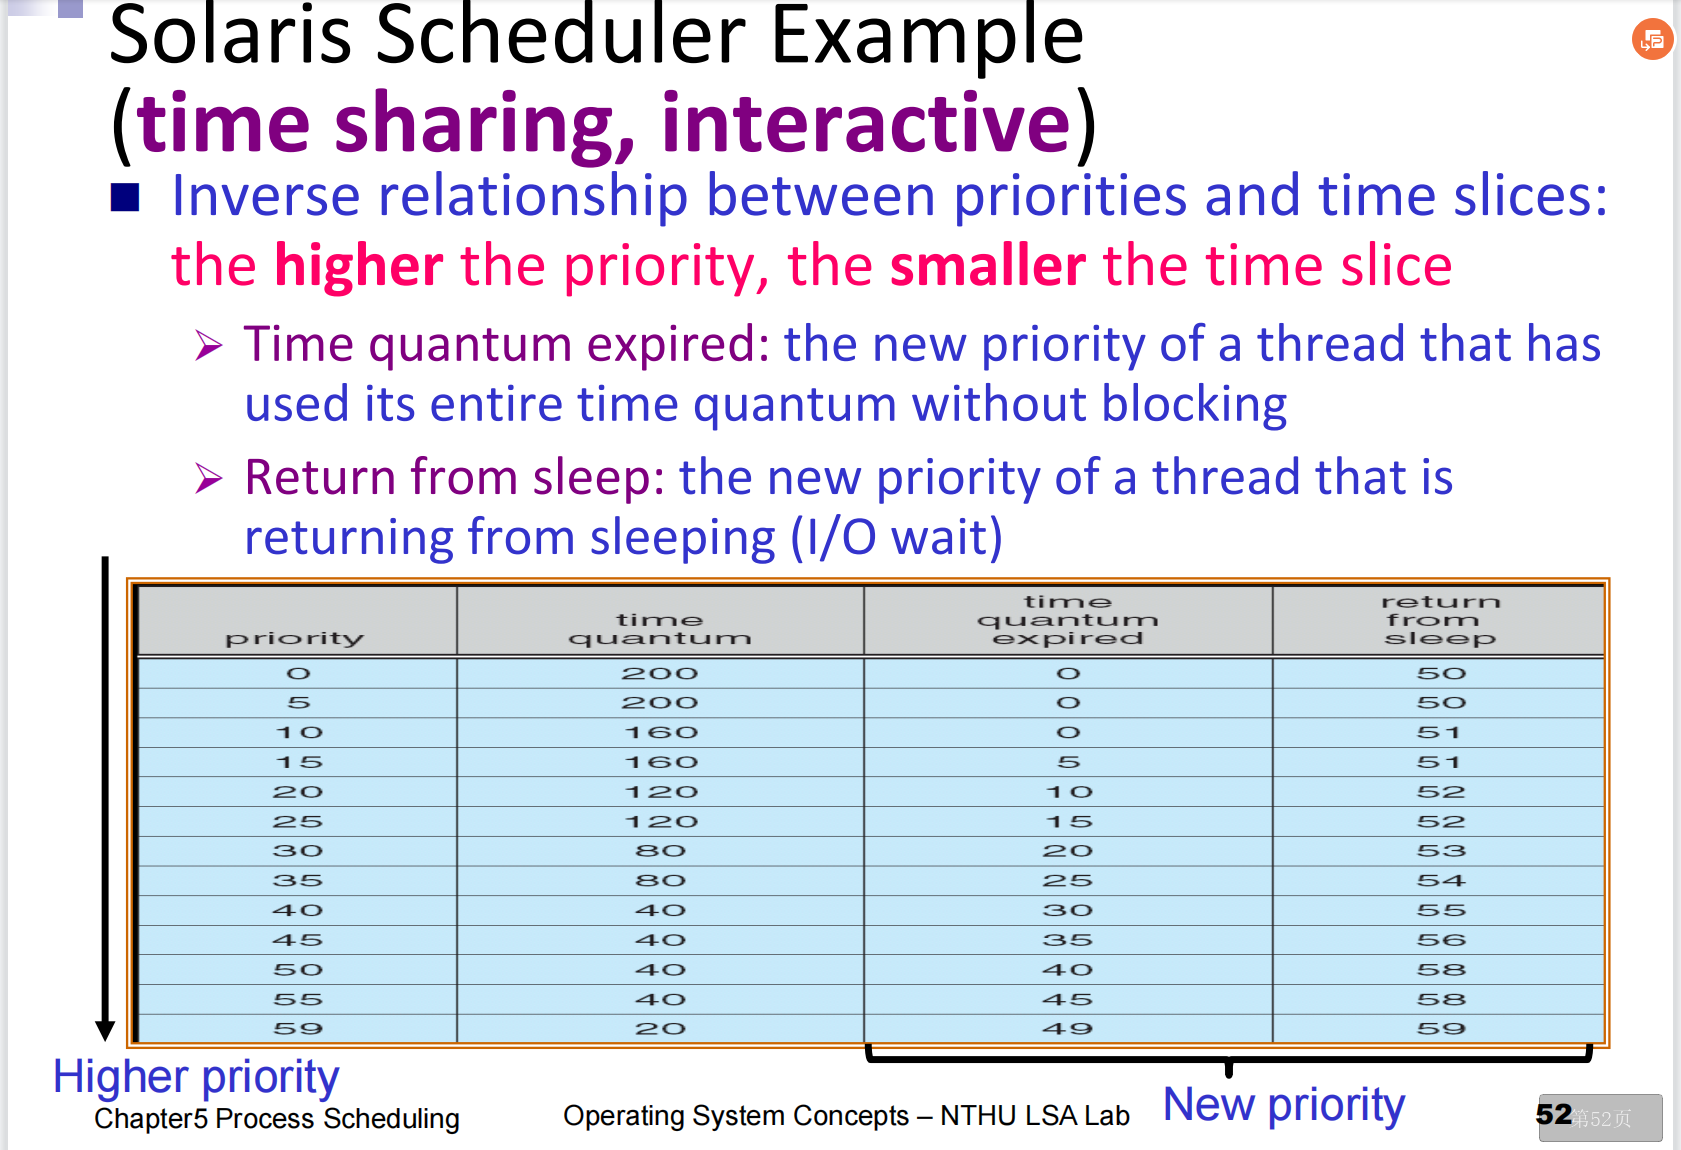 Solaris Scheduler Example
(time sharing, interactive)
Inverse relationship between priorities and time slices:
the higher the priority, the smaller the time slice
Time quantum expired: the new priority of a thread that has
used its entire time quantum without blocking
Return from sleep: the new priority of a thread that is
returning from sleeping (I/O wait)
priority time quantum time quantum expired return from sleep
0 200 0 50
5 200 0 50
10 160 0 51
15 160 5 51
20 120 10 52
25 120 15 52
30 80 20 53
35 80 25 54
40 40 30 55
45 40 35 56
50 40 40 58
55 40 45 58
59 20 49 59
Higher priority
New priority
Chapter5 Process Scheduling
Operating System Concepts – NTHU LSA Lab
52
第52页